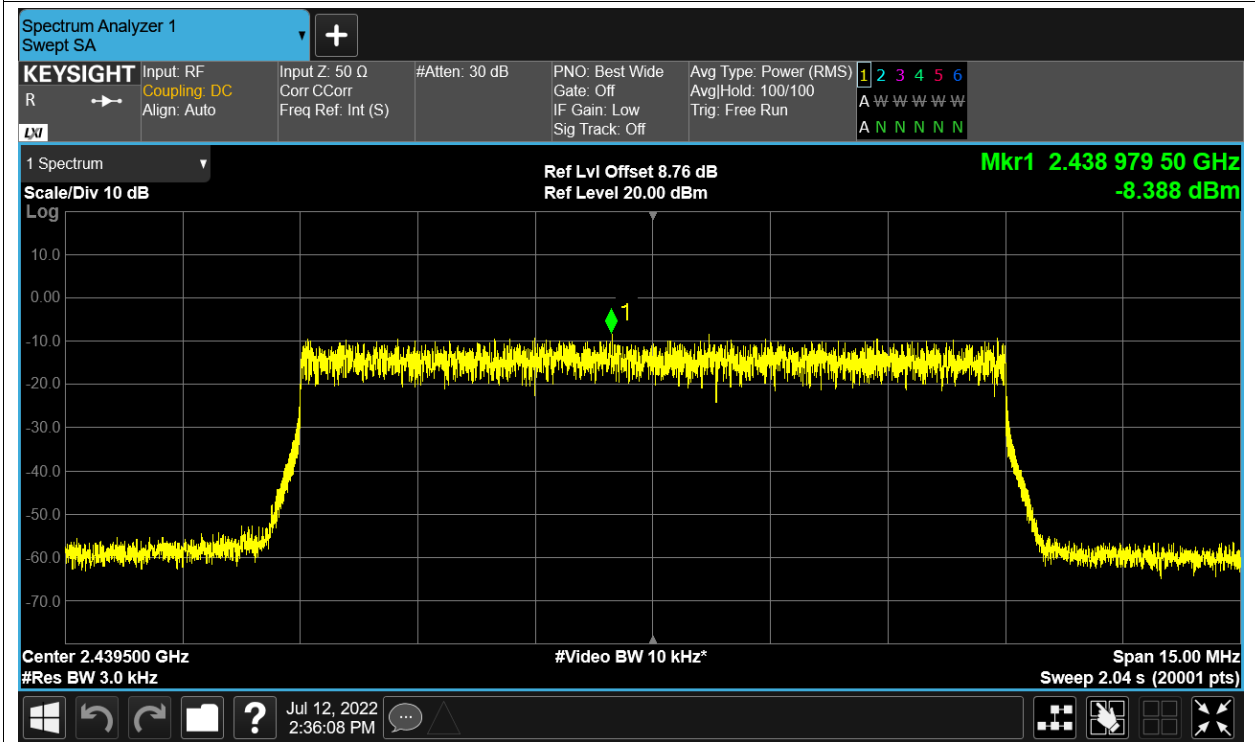 Spectrum Analyzer 1
Swept SA
KEYSIGHT
R
LXI
Input: RF
Coupling: DC
Align: Auto
Input Z: 50 Ω
Corr CCorr
Freq Ref: Int (S)
#Atten: 30 dB
PNO: Best Wide
Gate: Off
IF Gain: Low
Sig Track: Off
Avg Type: Power (RMS)
Avg|Hold: 100/100
Trig: Free Run
1 2 3 4 5 6
A W W W W W
A N N N N N
1 Spectrum
Scale/Div 10 dB
Ref Lvl Offset 8.76 dB
Ref Level 20.00 dBm
Mkr1 2.438 979 50 GHz
-8.388 dBm
Log
10.0
0.00
-10.0
-20.0
-30.0
-40.0
-50.0
-60.0
-70.0
1
Center 2.439500 GHz
#Res BW 3.0 kHz
#Video BW 10 kHz*
Span 15.00 MHz
Sweep 2.04 s (20001 pts)
?
Jul 12, 2022
2:36:08 PM